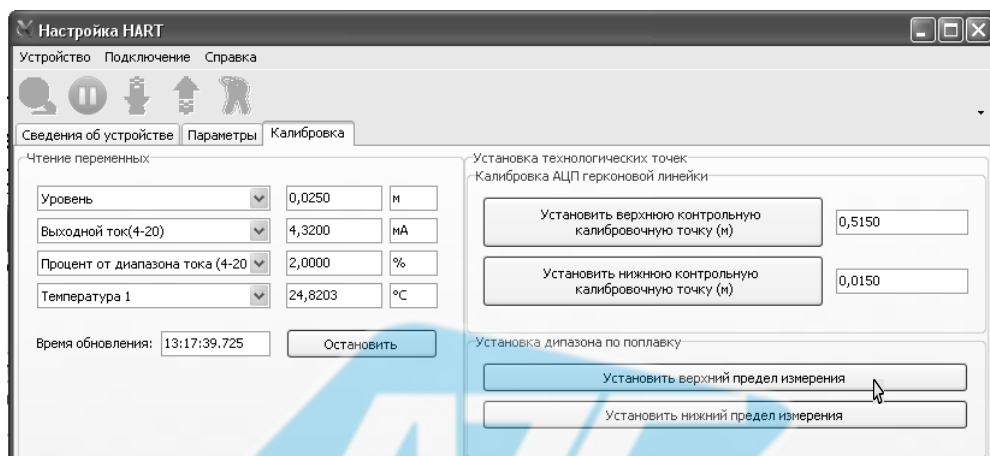 Настройка HART
Устройство Подключение Справка
Сведения об устройстве Параметры Калибровка
Чтение переменных
Уровень 0,0250 м
Выходной ток(4-20) 4,3200 мА
Процент от диапазона тока (4-20 2,0000 %
Температура 1 24,8203 °C
Время обновления: 13:17:39.725 Остановить
Установка технологических точек
Калибровка АЦП герконовой линейки
Установить верхнюю контрольную
калибровочную точку (м) 0,5150
Установить нижнюю контрольную
калибровочную точку (м) 0,0150
Установка дипазона по поплавку
Установить верхний предел измерения
Установить нижний предел измерения